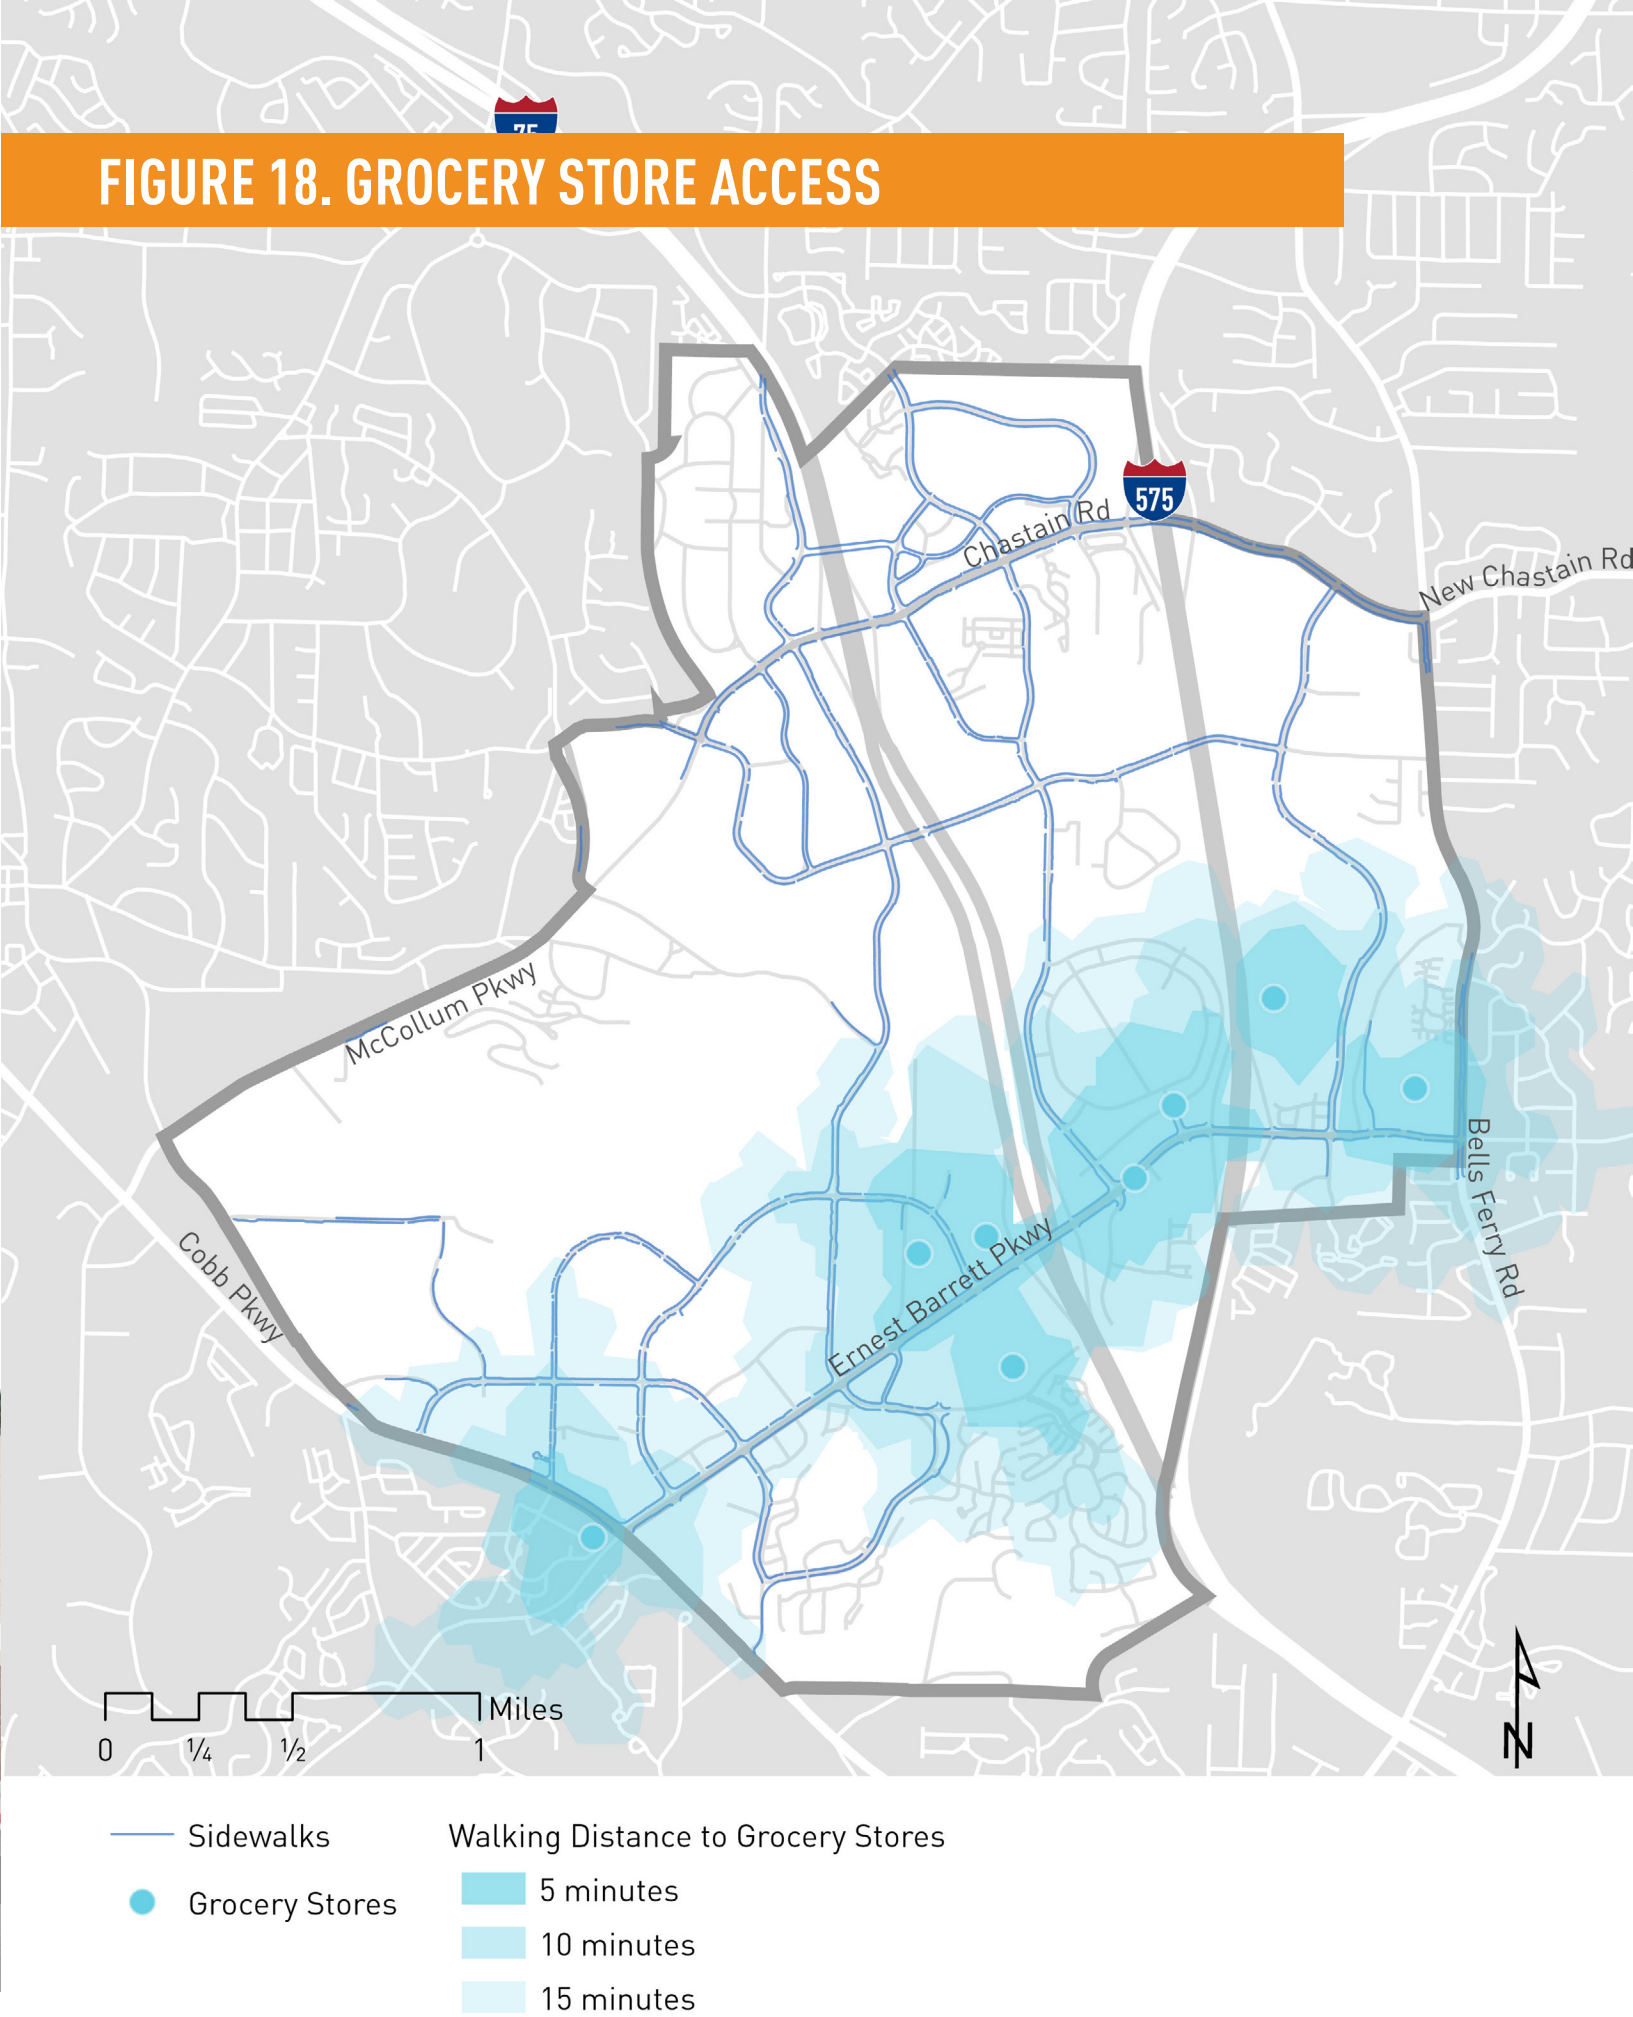 75
FIGURE 18. GROCERY STORE ACCESS
575
Chastain Rd
New Chastain Rd
McCollum Pkwy
Bells Ferry Rd
Cobb Pkwy
Ernest Barrett Pkwy
Miles
0 ¼ ½ 1
N
Sidewalks
Grocery Stores
Walking Distance to Grocery Stores
5 minutes
10 minutes
15 minutes